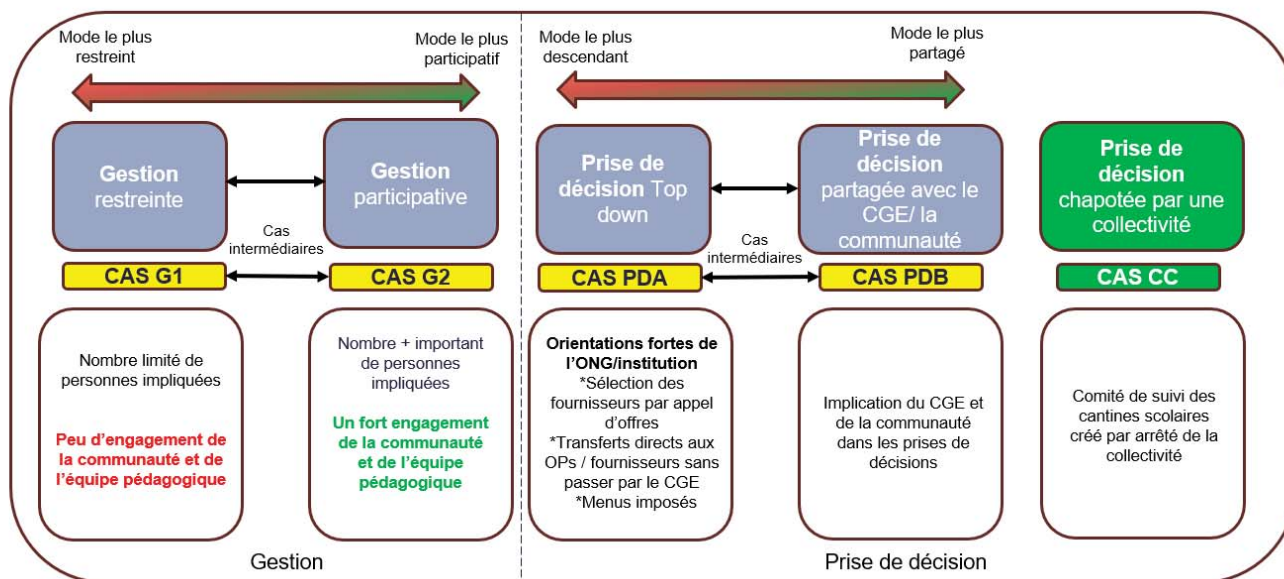 Mode le plus
restreint
Mode le plus
participatif
Mode le plus
descendant
Mode le plus
partagé
Gestion
restreinte
Gestion
participative
Prise de
décision Top
down
Prise de
décision
partagée avec le
CGE/ la
communauté
Prise de
décision
chapotée par une
collectivité
Cas
intermédiaires
Cas
intermédiaires
CAS G1
CAS G2
CAS PDA
CAS PDB
CAS CC
Nombre limité de
personnes impliquées
Peu d'engagement de
la communauté et de
l'équipe pédagogique
Nombre + important
de personnes
impliquées
Un fort engagement
de la communauté
et de l'équipe
pédagogique
Orientations fortes de
l'ONG/institution
*Sélection des
fournisseurs par appel
d'offres
*Transferts directs aux
OPs / fournisseurs sans
passer par le CGE
*Menus imposés
Implication du CGE et
de la communauté
dans les prises de
décisions
Comité de suivi des
cantines scolaires
créé par arrêté de la
collectivité
Gestion
Prise de décision